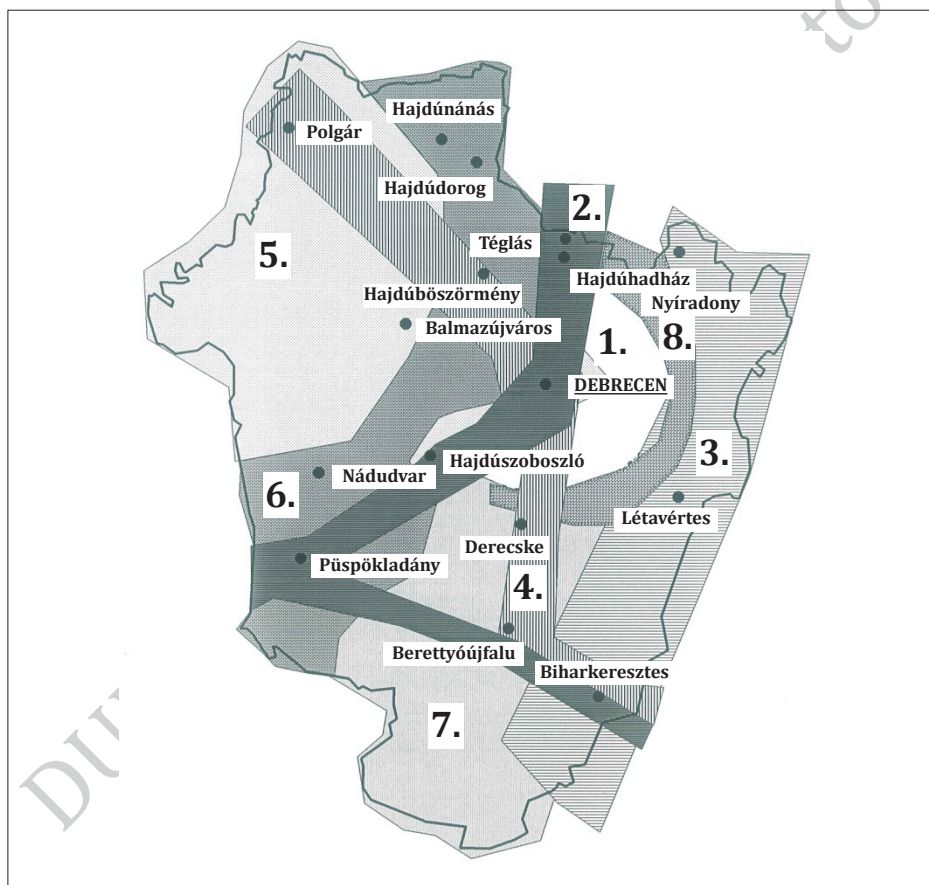 Hajdúnánás
Polgár
Hajdúdorog
2.
Téglás
5.
Hajdúhadház
Hajdúböszörmény
Nyíradony
Balmazújváros
1.
8.
DEBRECEN
3.
Hajdúszoboszló
Nádudvar
6.
Létavértes
Derecske
Püspökladány
4.
Berettyóújfalu
Biharkeresztes
7.